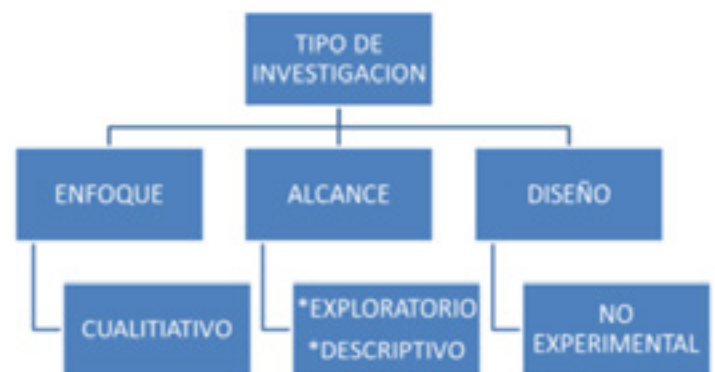 TIPO DE
INVESTIGACION
ENFOQUE
ALCANCE
DISEÑO
CUALITIATIVO
*EXPLORATORIO
*DESCRIPTIVO
NO
EXPERIMENTAL